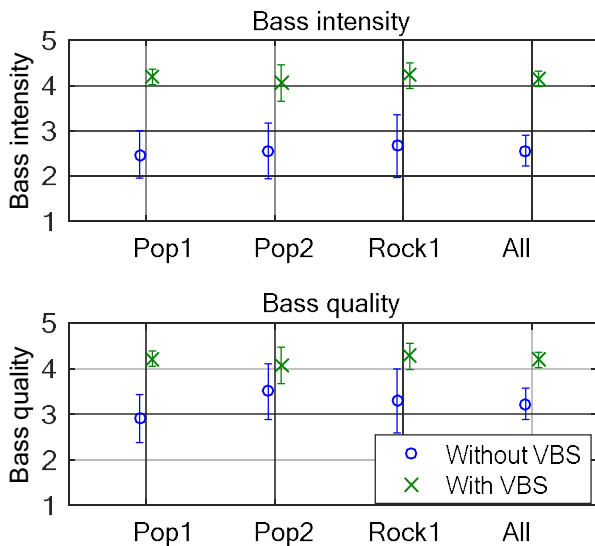 Bass intensity
Bass intensity
5
4
3
2
1
Pop1 Pop2 Rock1 All
Bass quality
Bass quality
5
4
3
2
1
Without VBS
With VBS
Pop1 Pop2 Rock1 All